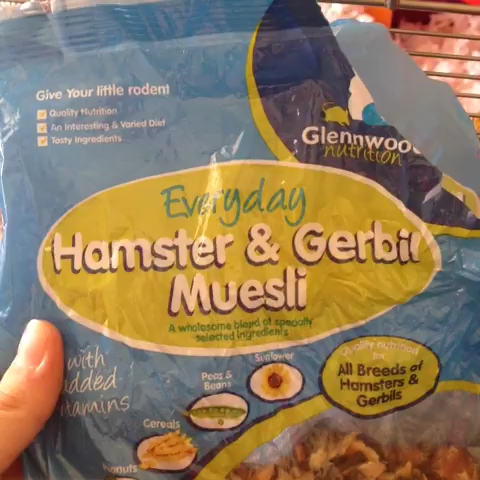 Give Your little rodent
Quality Nutrition
An Interesting & Varied Diet
Tasty Ingredients
Glennwood
nutrition
Everyday
Hamster & Gerbil
Muesli
A wholesome blend of specially
selected ingredients
with
added
vitamins
Sunflower
Peas &
Beans
Cereals
Peanuts
Quality nutrition
for
All Breeds of
Hamsters &
Gerbils